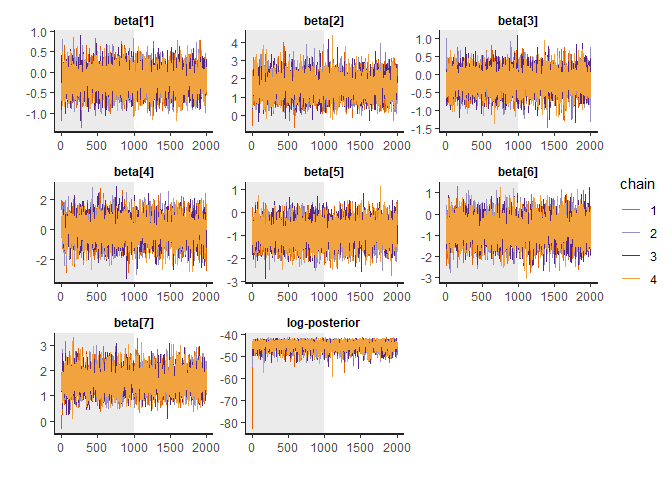 beta[1] beta[2] beta[3]
1.0 0.5 0.0 -0.5 -1.0
4 3 2 1 0
1.0 0.5 0.0 -0.5 -1.0 -1.5
0 500 1000 1500 2000 0 500 1000 1500 2000 0 500 1000 1500 2000
beta[4] beta[5] beta[6]
2 0 -2
1 0 -1 -2 -3
1 0 -1 -2 -3
0 500 1000 1500 2000 0 500 1000 1500 2000 0 500 1000 1500 2000
beta[7] log-posterior
3 2 1 0
-40 -50 -60 -70 -80
0 500 1000 1500 2000 0 500 1000 1500 2000
chain
1
2
3
4